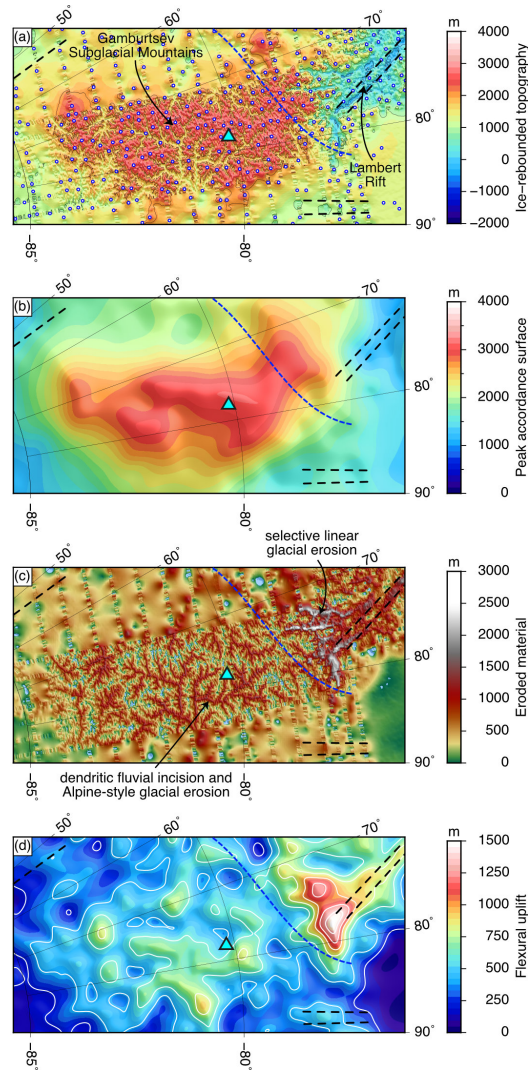 (a)
Gamburtsev
Subglacial Mountains
50°
60°
70°
80°
90°
−85°
−80°
Lambert
Rift
m
4000
3000
2000
1000
0
−1000
−2000
Ice-rebounded topography
(b)
50°
60°
70°
80°
90°
−85°
−80°
m
4000
3000
2000
1000
0
Peak accordance surface
selective linear
glacial erosion
(c)
50°
60°
70°
80°
90°
−85°
−80°
dendritic fluvial incision and
Alpine-style glacial erosion
m
3000
2500
2000
1500
1000
500
0
Eroded material
(d)
50°
60°
70°
80°
90°
−85°
−80°
m
1500
1250
1000
750
500
250
0
Flexural uplift